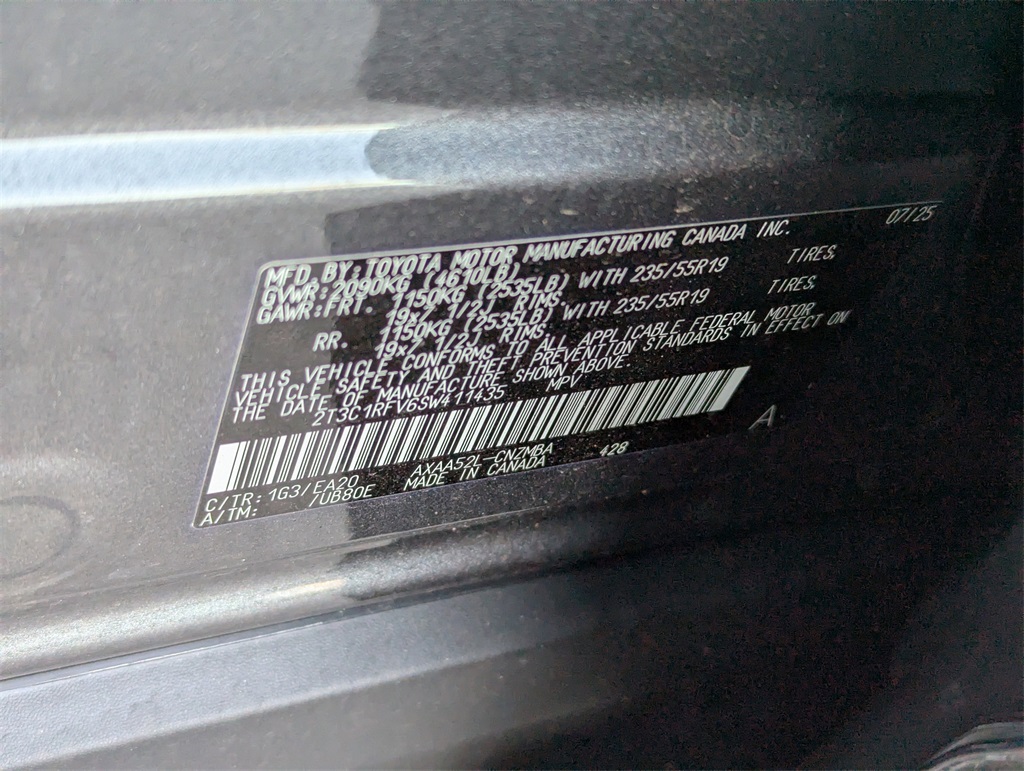 07/25
MFD. BY: TOYOTA MOTOR MANUFACTURING CANADA INC.
GVWR: 2090KG (4610LB)
GAWR: FRT. 1150KG (2535LB) WITH 235/55R19 TIRES,
19x7 1/2J RIMS
RR. 1150KG (2535LB) WITH 235/55R19 TIRES,
19x7 1/2J RIMS
THIS VEHICLE CONFORMS TO ALL APPLICABLE FEDERAL MOTOR
VEHICLE SAFETY AND THEFT PREVENTION STANDARDS IN EFFECT ON
THE DATE OF MANUFACTURE SHOWN ABOVE.
2T3C1RFV6SW411435 MPV
A
C/TR: 1G3/EA20 AXAA52L-CNZMBA 428
A/TM: /UB80E MADE IN CANADA